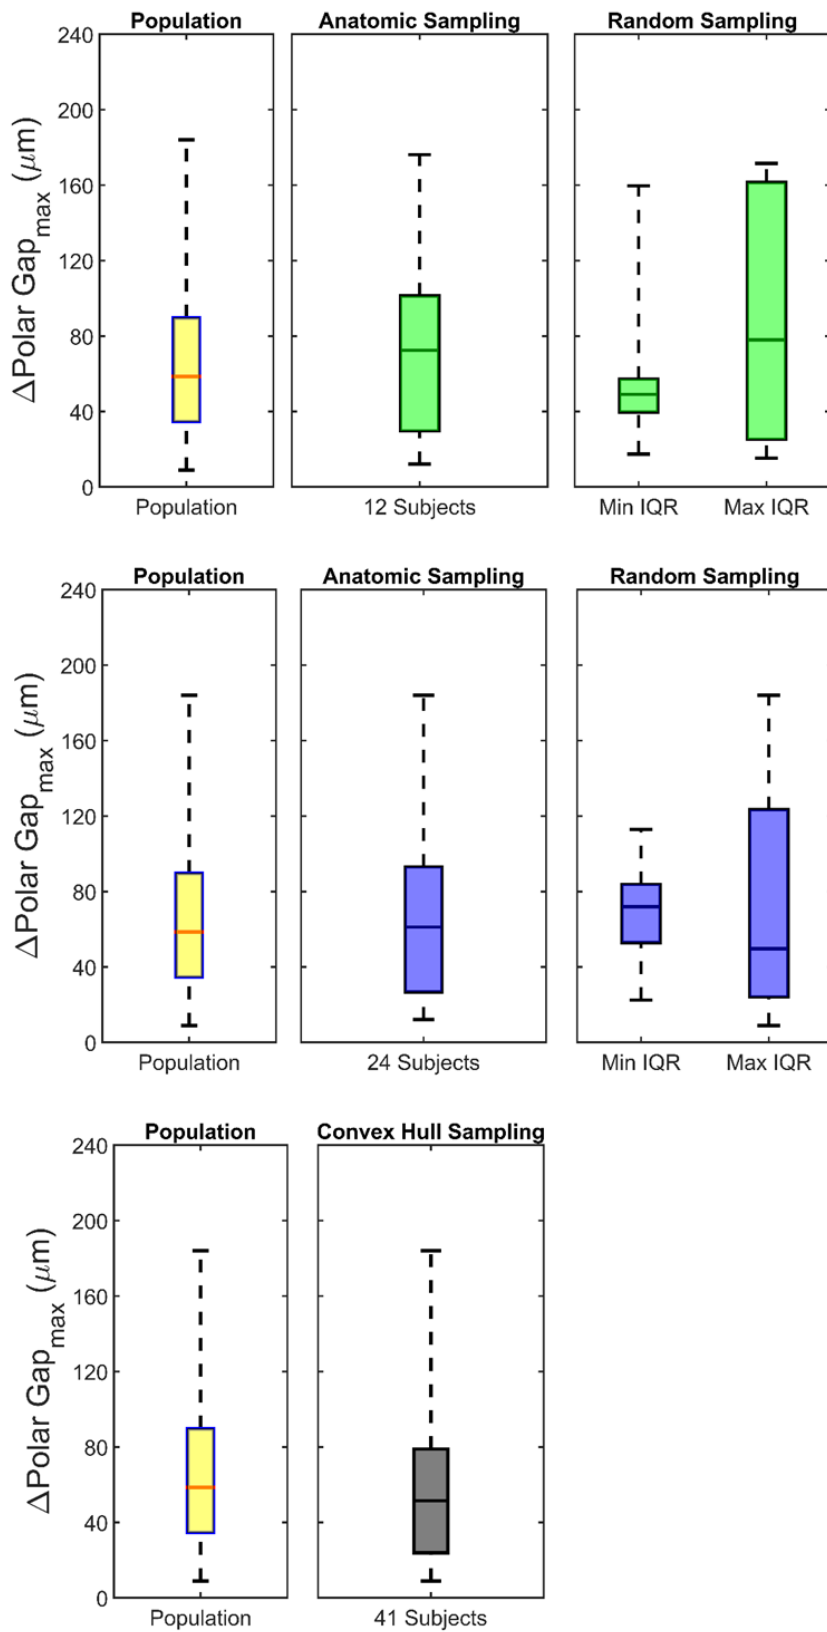 Population Anatomic Sampling Random Sampling
240
200
160
120
80
40
0
ΔPolar Gapmax (μm)
Population 12 Subjects Min IQR Max IQR
Population Anatomic Sampling Random Sampling
240
200
160
120
80
40
0
ΔPolar Gapmax (μm)
Population 24 Subjects Min IQR Max IQR
Population Convex Hull Sampling
240
200
160
120
80
40
0
ΔPolar Gapmax (μm)
Population 41 Subjects